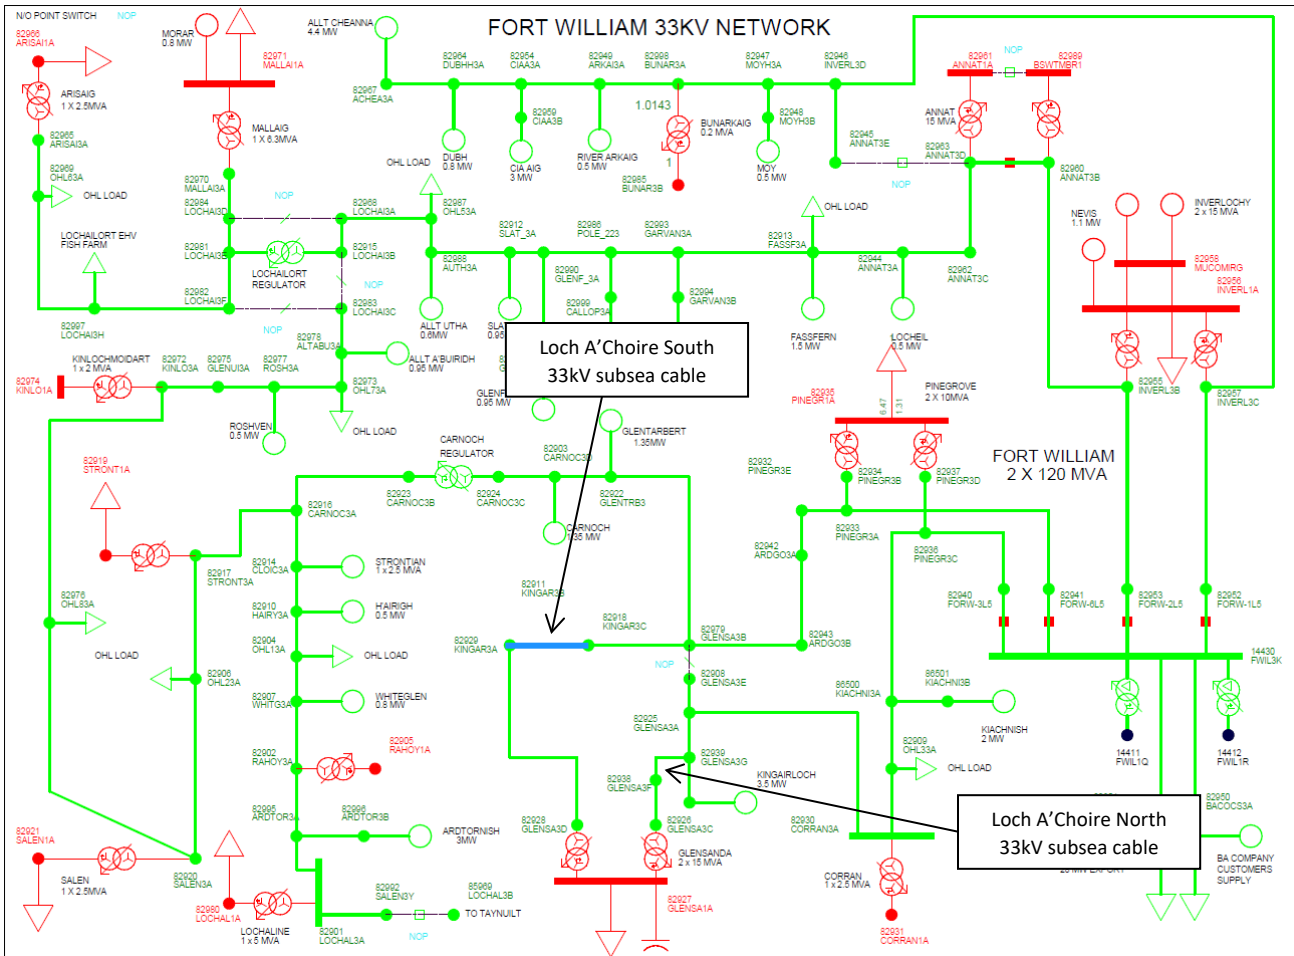 FORT WILLIAM 33KV NETWORK
N/O POINT SWITCH
NOP
82966
ARISAI1A
ARISAIG
1 X 2.5MVA
82965
ARISAI3A
82969
OHL63A
OHL LOAD
LOCHAILORT EHV
FISH FARM
82997
LOCHAI3H
MORAR
0.8 MW
82971
MALLAI1A
MALLAIG
1 X 6.3MVA
82970
MALLAI3A
82984
LOCHAI3D
82981
LOCHAI3E
82982
LOCHAI3F
NOP
LOCHAILORT
REGULATOR
NOP
82968
LOCHAI3A
82915
LOCHAI3B
NOP
82983
LOCHAI3C
82978
ALTABU3A
ALLT A'BUIRIDH
0.95 MW
OHL LOAD
82987
OHL53A
82988
AUTH3A
ALLT UTHA
0.6MW
ALLT CHEANNA
4.4 MW
82967
ACHEA3A
82964
DUBHH3A
DUBH
0.8 MW
82954
CIAA3A
82959
CIAA3B
CIA AIG
3 MW
82949
ARKAI3A
RIVER ARKAIG
0.5 MW
82998
BUNAR3A
1.0143
1
BUNARKAIG
0.2 MVA
82985
BUNAR3B
82947
MOYH3A
82948
MOYH3B
MOY
0.5 MW
82946
INVERL3D
82945
ANNAT3E
NOP
82963
ANNAT3D
82961
ANNAT1A
NOP
82989
BSWTMBR1
ANNAT
15 MVA
82960
ANNAT3B
NEVIS
1.1 MW
INVERLOCHY
2 x 15 MVA
82958
MUCOMIRG
82956
INVERL1A
82955
INVERL3B
82957
INVERL3C
82912
SLAT_3A
82990
GLENF_3A
82986
POLE_223
82999
CALLOP3A
82993
GARVAN3A
82994
GARVAN3B
OHL LOAD
82913
FASSF3A
82944
ANNAT3A
82962
ANNAT3C
FASSFERN
1.5 MW
LOCHEIL
0.5 MW
SLAT
0.95
GLENF
0.95 MW
Loch A'Choire South
33kV subsea cable
KINLOCHMOIDART
1 x 2 MVA
82974
KINLO1A
82972
KINLO3A
82975
GLENUI3A
82977
ROSH3A
82973
OHL73A
ROSHVEN
0.5 MW
OHL LOAD
82935
PINEGR1A
6.47
1.31
PINEGROVE
2 X 10MVA
82932
PINEGR3E
82934
PINEGR3B
82937
PINEGR3D
82933
PINEGR3A
82936
PINEGR3C
FORT WILLIAM
2 X 120 MVA
82919
STRONT1A
82916
CARNOC3A
82917
STRONT3A
CARNOCH
REGULATOR
82923
CARNOC3B
82924
CARNOC3C
82903
CARNOC3D
CARNOCH
1.35 MW
GLENTARBERT
1.35MW
82922
GLENTRB3
82942
ARDGO3A
82943
ARDGO3B
82914
CLOIC3A
STRONTIAN
1 x 2.5 MVA
82910
HAIRY3A
H'AIRIGH
0.5 MW
82904
OHL13A
OHL LOAD
82907
WHITG3A
WHITEGLEN
0.8 MW
82902
RAHOY3A
82905
RAHOY1A
82995
ARDTOR3A
82996
ARDTOR3B
ARDTORNISH
3MW
82976
OHL83A
OHL LOAD
82906
OHL23A
82921
SALEN1A
SALEN
1 X 2.5MVA
82920
SALEN3A
82980
LOCHAL1A
LOCHALINE
1 x 5 MVA
82901
LOCHAL3A
82992
SALEN3Y
NOP
85969
LOCHAL3B
TO TAYNUILT
82911
KINGAR3B
82918
KINGAR3C
82929
KINGAR3A
82979
GLENSA3B
NOP
82908
GLENSA3E
82925
GLENSA3A
82939
GLENSA3G
82938
GLENSA3F
KINGAIRLOCH
3.5 MW
82928
GLENSA3D
82926
GLENSA3C
GLENSANDA
2 x 15 MVA
82927
GLENSA1A
82940
FORW-3L5
82941
FORW-6L5
82953
FORW-2L5
82952
FORW-1L5
14430
FWIL3K
86500
KIACHNI3A
86501
KIACHNI3B
KIACHNISH
2 MW
82909
OHL33A
OHL LOAD
82930
CORRAN3A
CORRAN
1 x 2.5 MVA
82931
CORRAN1A
14411
FWIL1Q
14412
FWIL1R
82950
BACOCS3A
BA COMPANY
CUSTOMERS
SUPPLY
Loch A'Choire North
33kV subsea cable